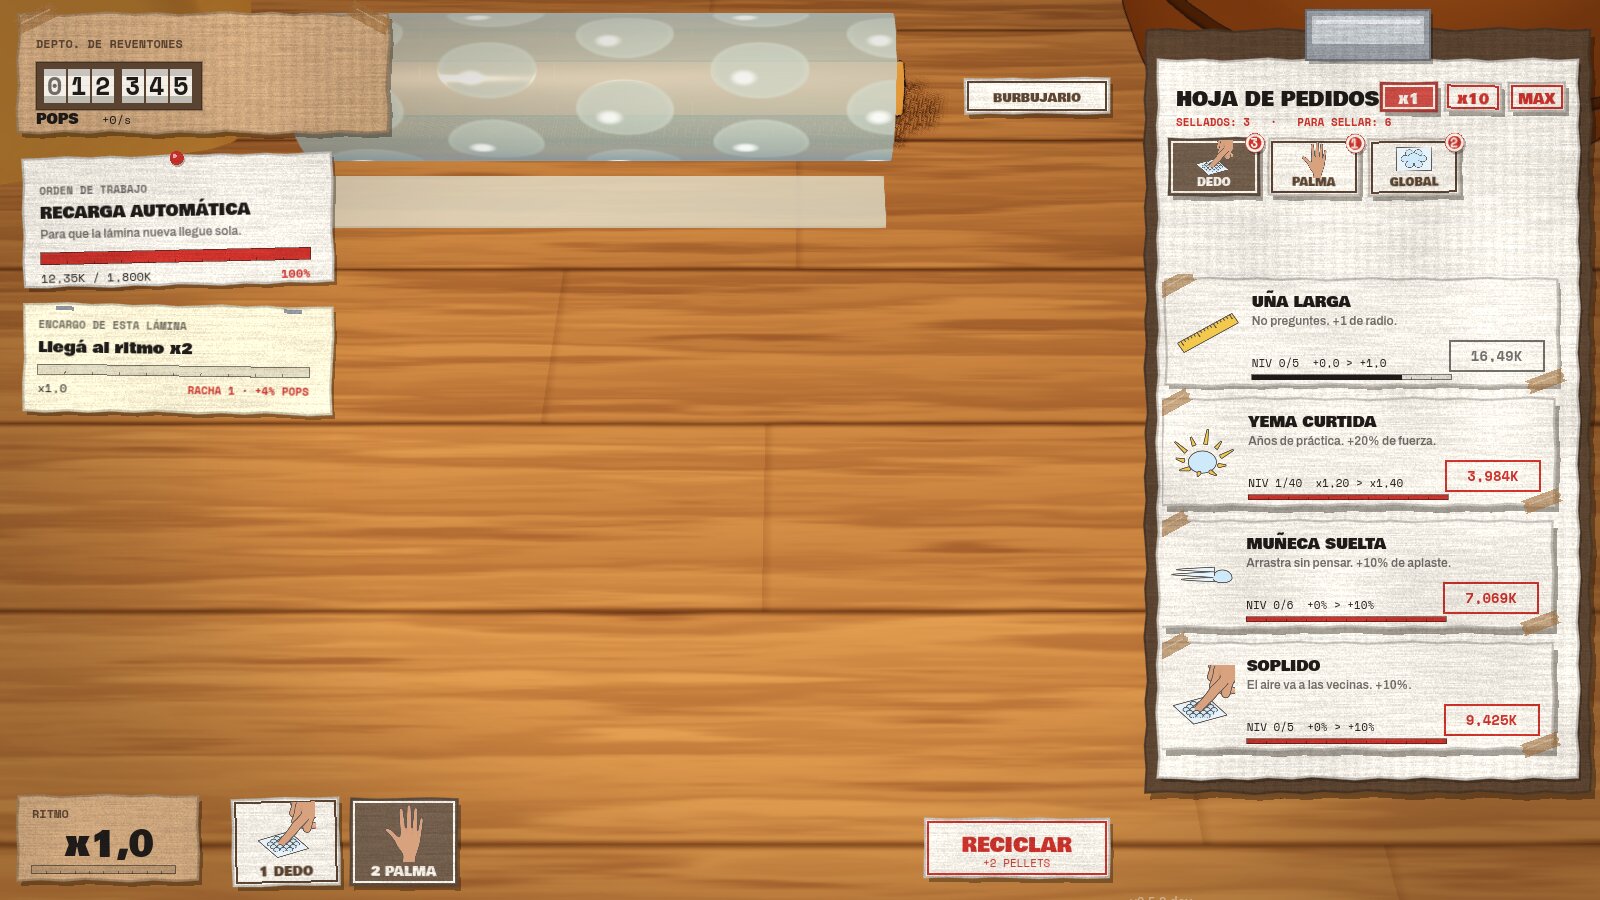 DEPTO. DE REVENTONES
012345
POPS +0/s
ORDEN DE TRABAJO
RECARGA AUTOMÁTICA
Para que la lámina nueva llegue sola.
12,35K / 1,800K 100%
ENCARGO DE ESTA LÁMINA
Llegá al ritmo x2
x1,0 RACHA 1 · +4% POPS
BURBUJARIO
HOJA DE PEDIDOS x1 x10 MAX
SELLADOS: 3 · PARA SELLAR: 6
3 1 2
DEDO PALMA GLOBAL
UÑA LARGA
No preguntes. +1 de radio.
NIV 0/5 +0,0 > +1,0 16,49K
YEMA CURTIDA
Años de práctica. +20% de fuerza.
NIV 1/40 x1,20 > x1,40 3,984K
MUÑECA SUELTA
Arrastra sin pensar. +10% de aplaste.
NIV 0/6 +0% > +10% 7,069K
SOPLIDO
El aire va a las vecinas. +10%.
NIV 0/5 +0% > +10% 9,425K
RITMO
x1,0
1 DEDO 2 PALMA
RECICLAR
+2 PELLETS